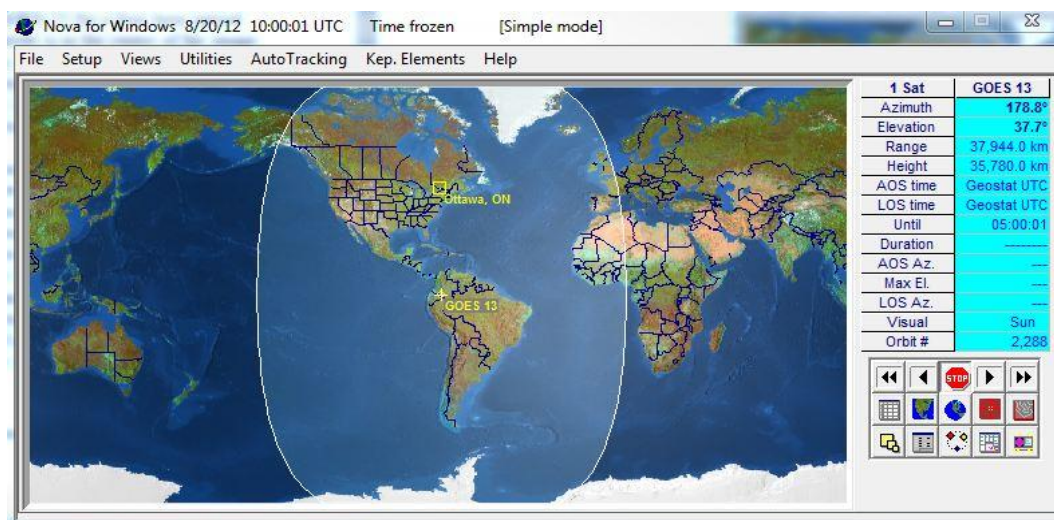 Nova for Windows 8/20/12 10:00:01 UTC Time frozen [Simple mode]
File Setup Views Utilities AutoTracking Kep. Elements Help
Ottawa, ON
GOES 13
1 Sat GOES 13
Azimuth 178.8°
Elevation 37.7°
Range 37,944.0 km
Height 35,780.0 km
AOS time Geostat UTC
LOS time Geostat UTC
Until 05:00:01
Duration -------
AOS Az. ---
Max El. ---
LOS Az. ---
Visual Sun
Orbit # 2,288
STOP